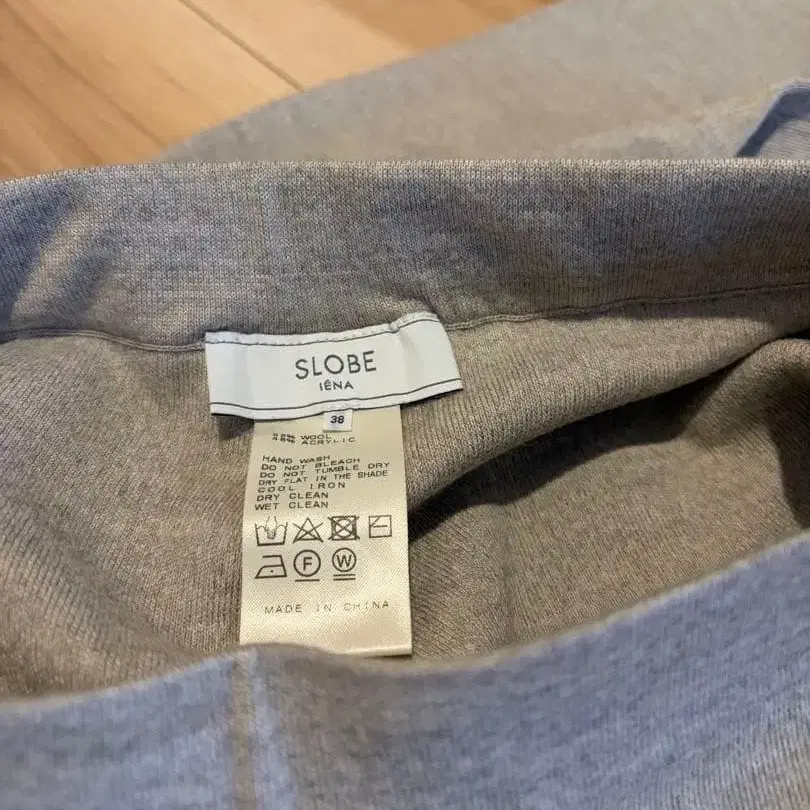 SLOBE
IÉNA
38
WOOL
ACRYLIC
HAND WASH
DO NOT BLEACH
DO NOT TUMBLE DRY
DRY FLAT IN THE SHADE
COOL IRON
DRY CLEAN
WET CLEAN
F W
MADE IN CHINA